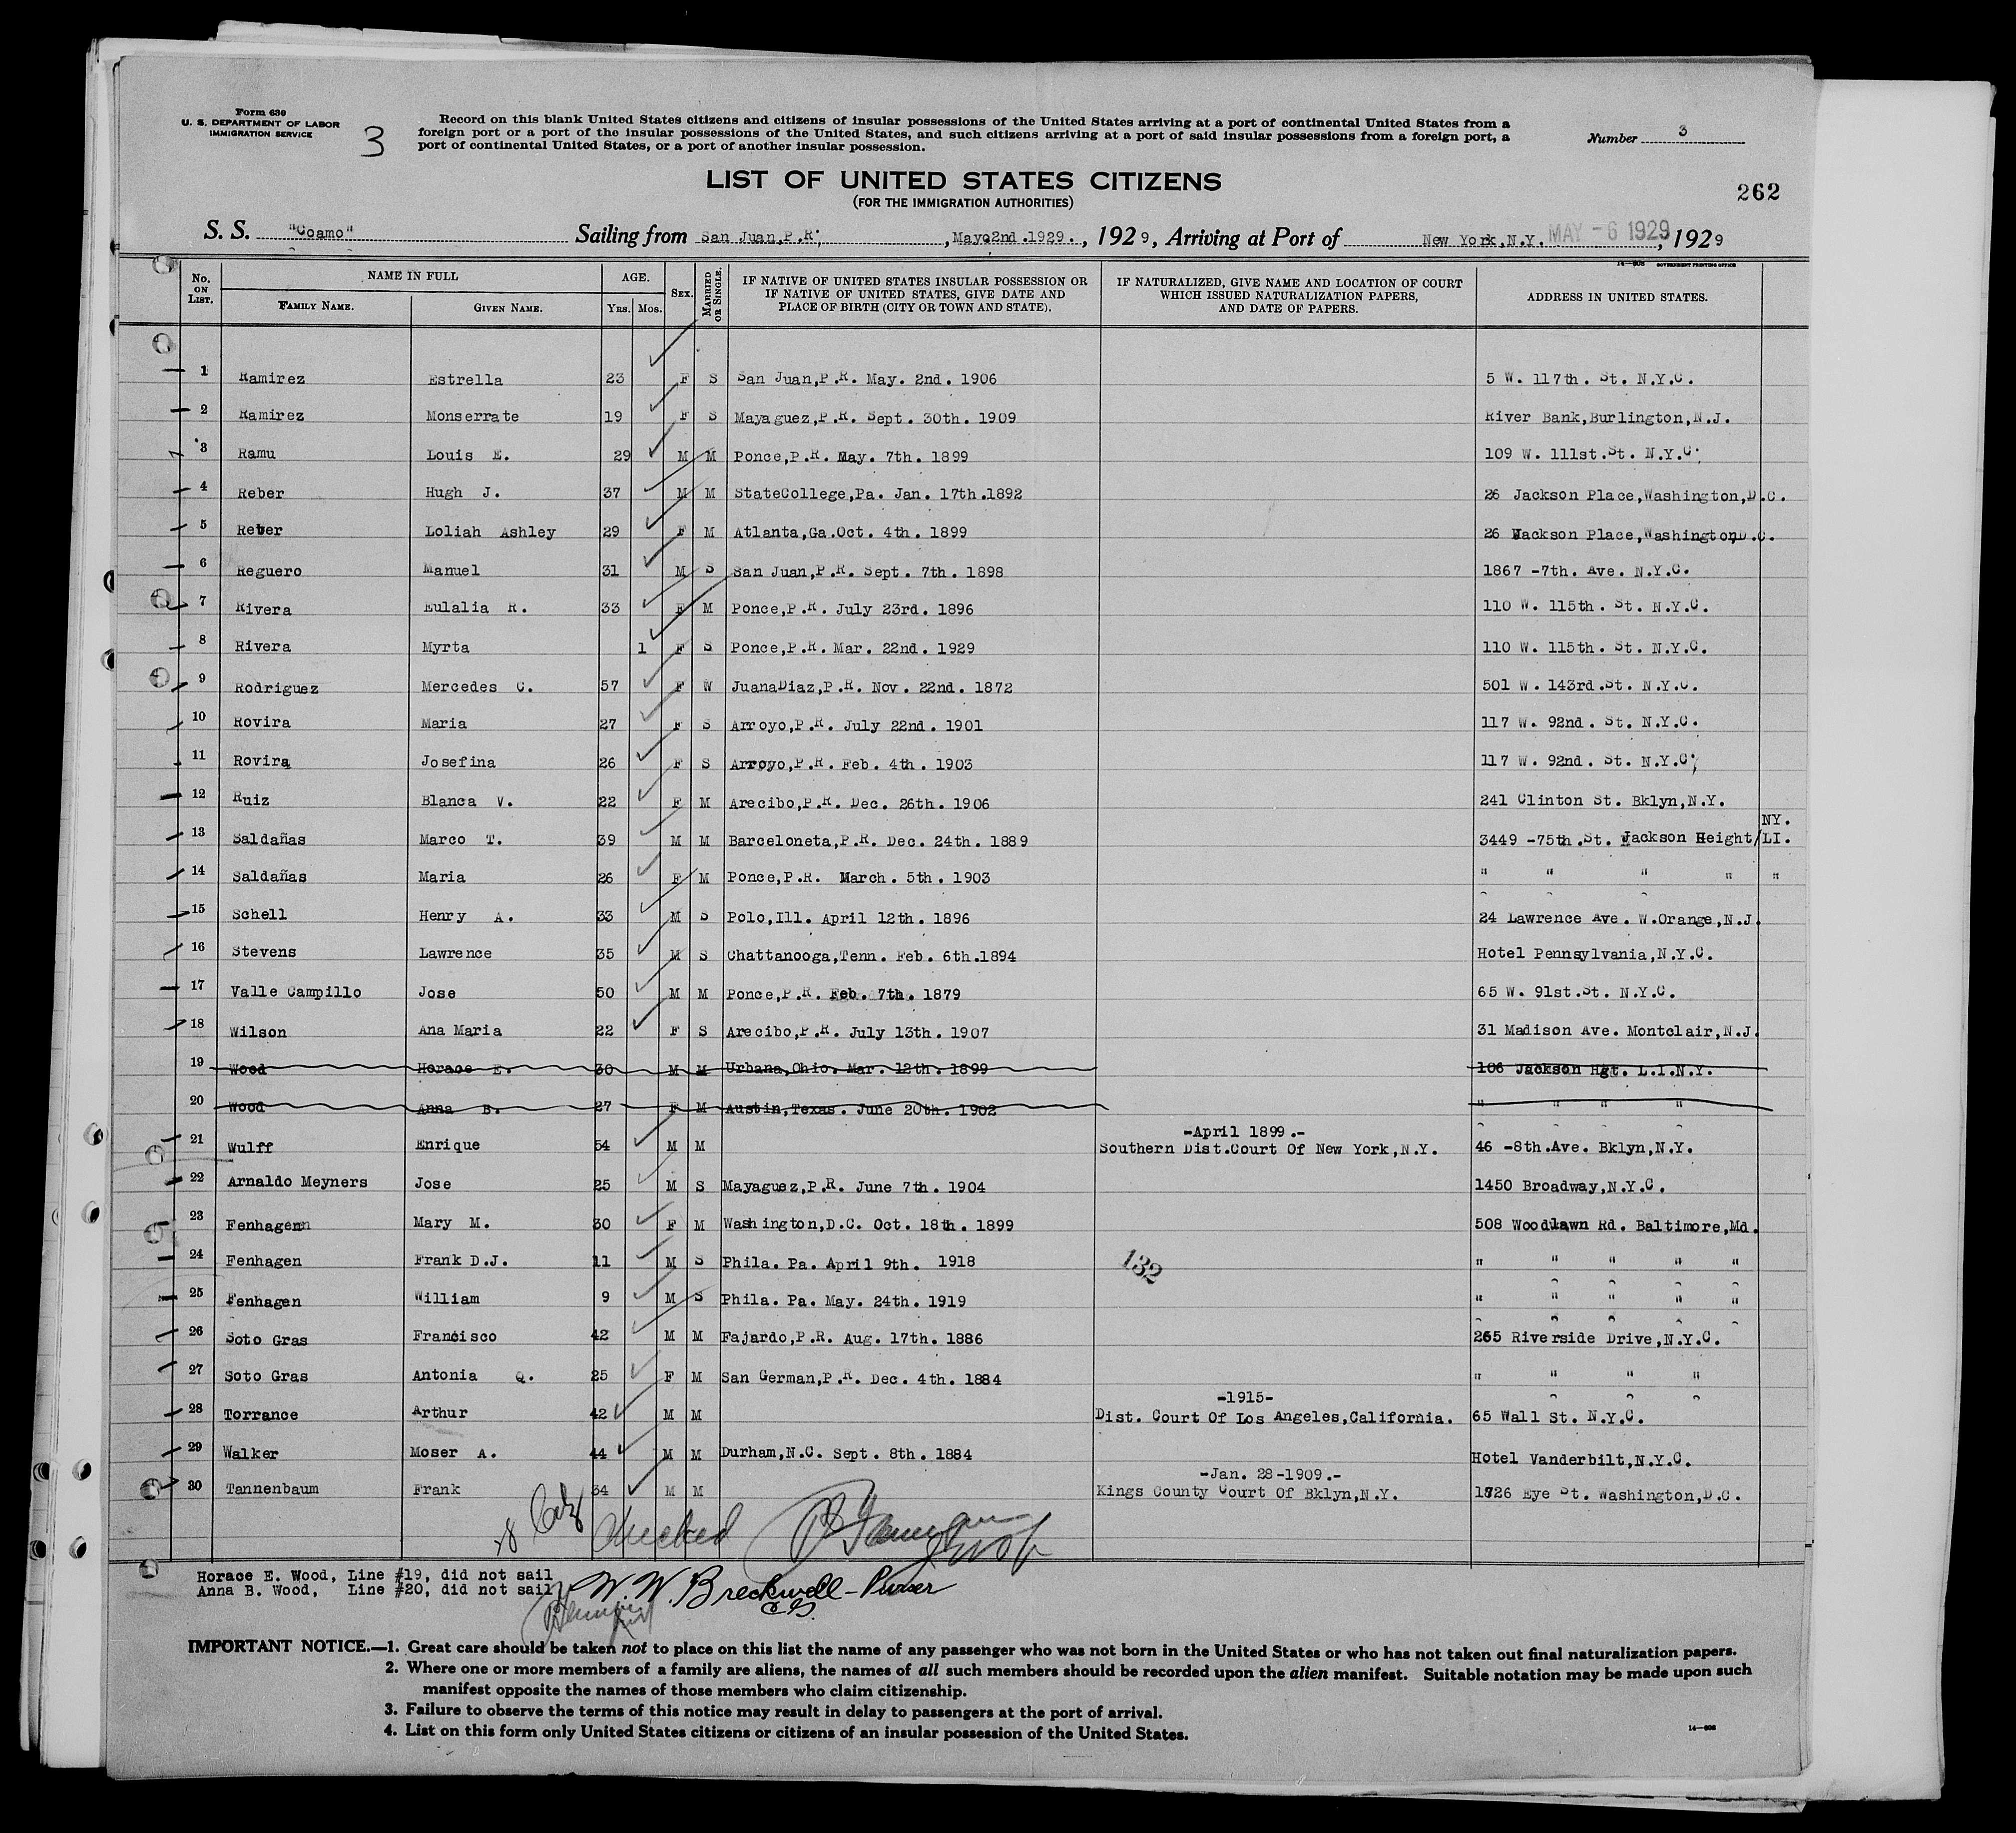 Form 630
U. S. DEPARTMENT OF LABOR
IMMIGRATION SERVICE
3
Record on this blank United States citizens and citizens of insular possessions of the United States arriving at a port of continental United States from a
foreign port or a port of the insular possessions of the United States, and such citizens arriving at a port of said insular possessions from a foreign port, a
port of continental United States, or a port of another insular possession.
Number 3
LIST OF UNITED STATES CITIZENS
(FOR THE IMMIGRATION AUTHORITIES)
262
S. S. "Coamo" Sailing from San Juan,P.R. , 2nd.1929. , 1929, Arriving at Port of New York,N.Y. MAY -6 1929, 1929
14—808 GOVERNMENT PRINTING OFFICE
No. ON LIST. NAME IN FULL FAMILY NAME. GIVEN NAME. AGE. YRS. MOS. SEX. MARRIED OR SINGLE. IF NATIVE OF UNITED STATES INSULAR POSSESSION OR IF NATIVE OF UNITED STATES, GIVE DATE AND PLACE OF BIRTH (CITY OR TOWN AND STATE). IF NATURALIZED, GIVE NAME AND LOCATION OF COURT WHICH ISSUED NATURALIZATION PAPERS, AND DATE OF PAPERS. ADDRESS IN UNITED STATES.
1 Ramirez Estrella 23 F S San Juan,P.R. May. 2nd. 1906 5 W. 117th. St. N.Y.C.
2 Ramirez Monserrate 19 F S Mayaguez,P.R. Sept. 30th. 1909 River Bank,Burlington,N.J.
3 Ramu Louis E. 29 M M Ponce,P.R. May. 7th. 1899 109 W. 111st.St. N.Y.C.
4 Reber Hugh J. 37 M M StateCollege,Pa. Jan. 17th.1892 26 Jackson Place,Washington,D.C.
5 Reber Loliah Ashley 29 F M Atlanta,Ga.Oct. 4th. 1899 26 Jackson Place,Washington,D.C.
6 Reguero Manuel 31 M S San Juan,P.R. Sept. 7th. 1898 1867 -7th. Ave. N.Y.C.
7 Rivera Eulalia R. 33 F M Ponce,P.R. July 23rd. 1896 110 W. 115th. St. N.Y.C.
8 Rivera Myrta 1 F S Ponce,P.R. Mar. 22nd. 1929 110 W. 115th. St. N.Y.C.
9 Rodriguez Mercedes C. 57 F W JuanaDiaz,P.R. Nov. 22nd. 1872 501 W. 143rd.St. N.Y.C.
10 Rovira Maria 27 F S Arroyo,P.R. July 22nd. 1901 117 W. 92nd. St. N.Y.C.
11 Rovira Josefina 26 F S Arroyo,P.R. Feb. 4th. 1903 117 W. 92nd. St. N.Y.C.
12 Ruiz Blanca V. 22 F M Arecibo,P.R. Dec. 26th. 1906 241 Clinton St. Bklyn,N.Y.
13 Saldañas Marco T. 39 M M Barceloneta,P.R. Dec. 24th. 1889 3449 -75th.St. Jackson Height/LI. NY.
14 Saldañas Maria 26 F M Ponce,P.R. March. 5th. 1903 " " " " "
15 Schell Henry A. 33 M S Polo,Ill. April 12th. 1896 24 Lawrence Ave. W.Orange,N.J.
16 Stevens Lawrence 35 M S Chattanooga,Tenn. Feb. 6th.1894 Hotel Pennsylvania,N.Y.C.
17 Valle Campillo Jose 50 M M Ponce,P.R. Feb. 7th. 1879 65 W. 91st.St. N.Y.C.
18 Wilson Ana Maria 22 F S Arecibo,P.R. July 13th. 1907 31 Madison Ave. Montclair,N.J.
19 Wood Horace E. 30 M M Urbana,Ohio. Mar. 12th. 1899 106 Jackson Hgt. L.I.N.Y.
20 Wood Anna B. 27 F M Austin,Texas. June 20th. 1902 " " " "
21 Wulff Enrique 54 M M -April 1899.- Southern Dist.Court Of New York,N.Y. 46 -8th.Ave. Bklyn,N.Y.
22 Arnaldo Meyners Jose 25 M S Mayaguez,P.R. June 7th. 1904 1450 Broadway,N.Y.C.
23 Fenhagen Mary M. 30 F M Washington,D.C. Oct. 18th. 1899 508 Woodlawn Rd. Baltimore,Md.
24 Fenhagen Frank D.J. 11 M S Phila. Pa. April 9th. 1918 " " " " "
132
25 Fenhagen William 9 M S Phila. Pa. May. 24th. 1919 " " " " "
26 Soto Gras Francisco 42 M M Fajardo,P.R. Aug. 17th. 1886 265 Riverside Drive,N.Y.C.
27 Soto Gras Antonia Q. 25 F M San German,P.R. Dec. 4th. 1884 " " " "
28 Torrance Arthur 42 M M -1915- Dist. Court Of Los Angeles,California. 65 Wall St. N.Y.C.
29 Walker Moser A. 44 M M Durham,N.C. Sept. 8th. 1884 Hotel Vanderbilt,N.Y.C.
30 Tannenbaum Frank 34 M M -Jan. 28-1909.- Kings County Court Of Bklyn,N.Y. 1826 Eye St. Washington,D.C.
checked
Horace E. Wood, Line #19, did not sail
Anna B. Wood, Line #20, did not sail
W. W. Breckwell - Purser
IMPORTANT NOTICE.—1. Great care should be taken not to place on this list the name of any passenger who was not born in the United States or who has not taken out final naturalization papers.
2. Where one or more members of a family are aliens, the names of all such members should be recorded upon the alien manifest. Suitable notation may be made upon such
manifest opposite the names of those members who claim citizenship.
3. Failure to observe the terms of this notice may result in delay to passengers at the port of arrival.
4. List on this form only United States citizens or citizens of an insular possession of the United States.
14—808